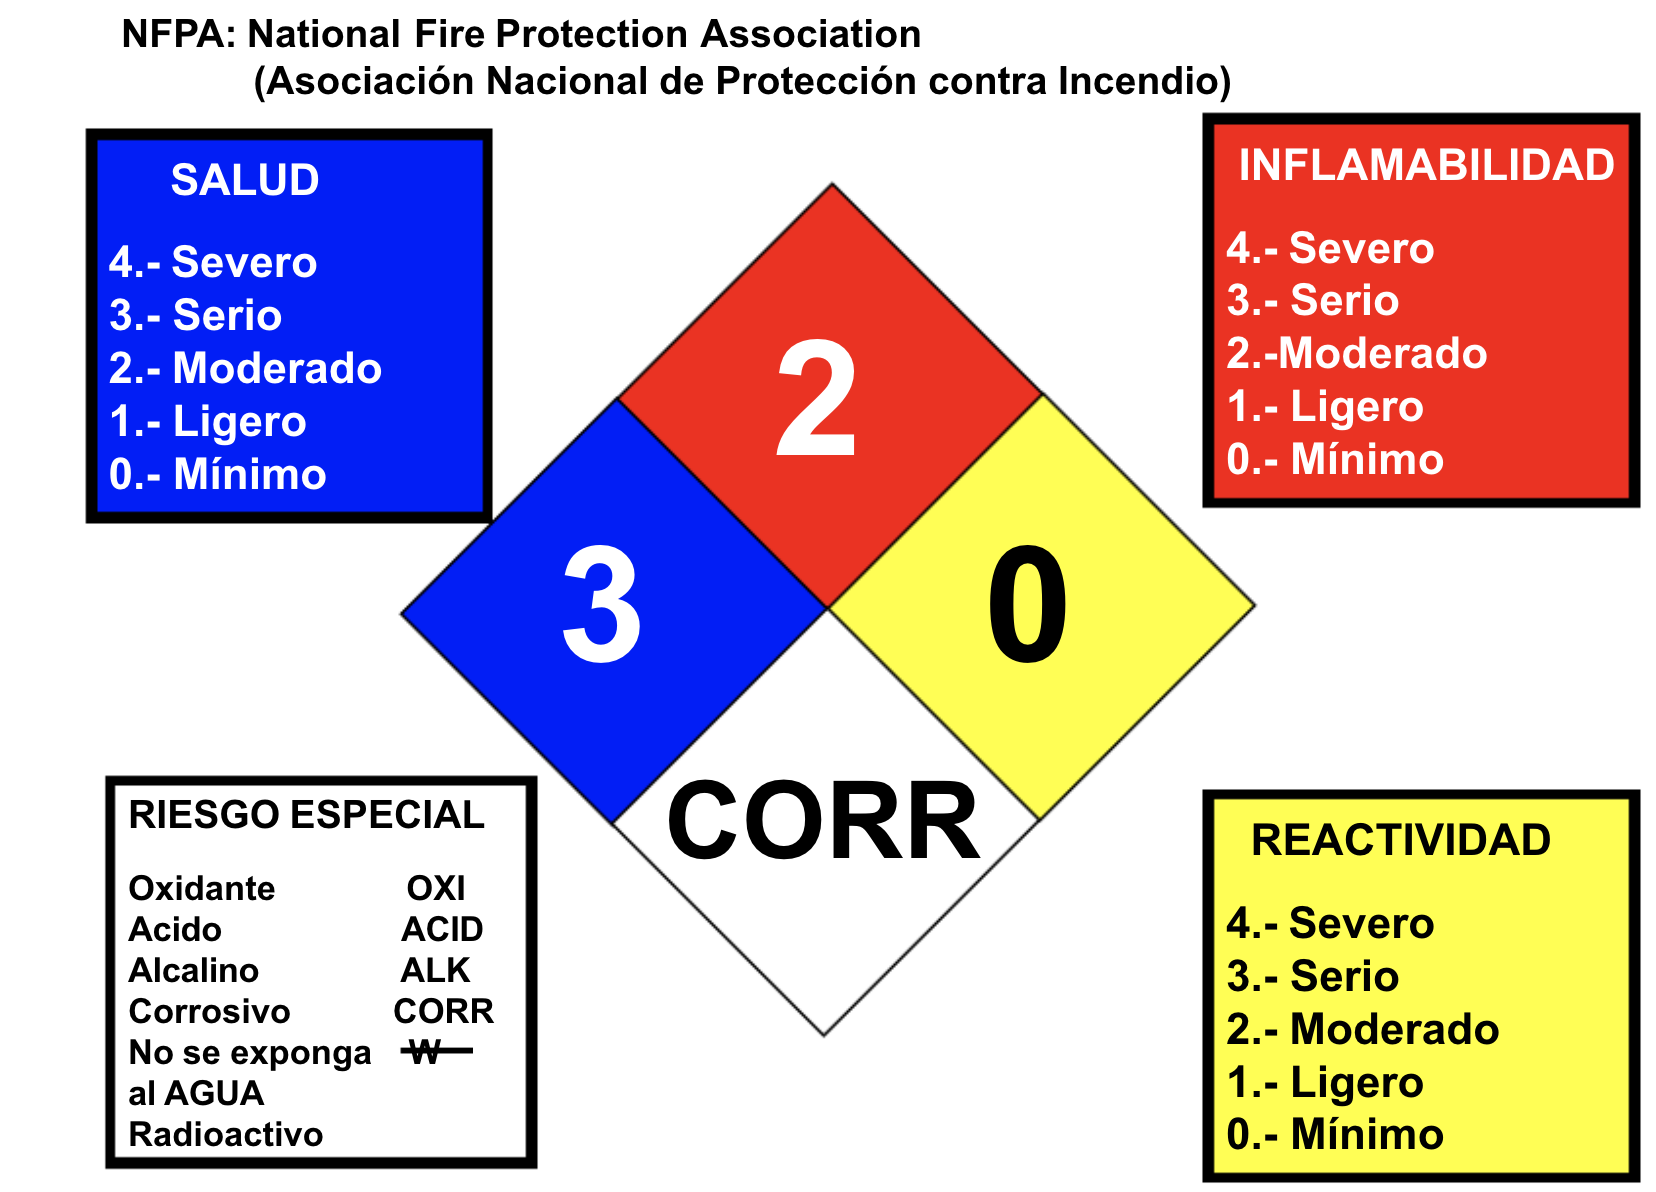 NFPA: National Fire Protection Association
(Asociación Nacional de Protección contra Incendio)
SALUD
4.- Severo
3.- Serio
2.- Moderado
1.- Ligero
0.- Mínimo
INFLAMABILIDAD
4.- Severo
3.- Serio
2.-Moderado
1.- Ligero
0.- Mínimo
2
3
0
CORR
RIESGO ESPECIAL
Oxidante OXI
Acido ACID
Alcalino ALK
Corrosivo CORR
No se exponga W
al AGUA
Radioactivo
REACTIVIDAD
4.- Severo
3.- Serio
2.- Moderado
1.- Ligero
0.- Mínimo